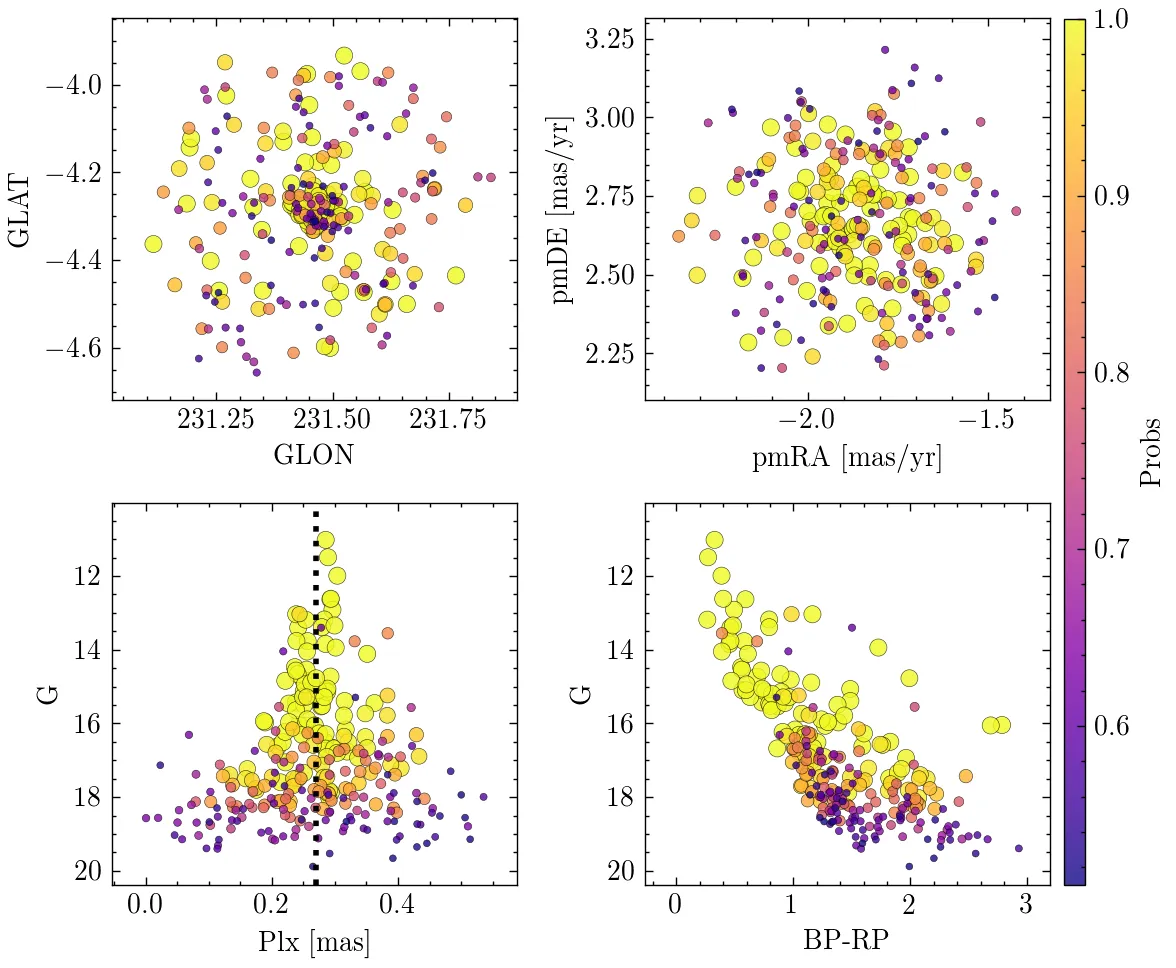 −4.0
−4.2
−4.4
−4.6
GLAT
231.25 231.50 231.75
GLON
3.25
3.00
2.75
2.50
2.25
pmDE [mas/yr]
−2.0 −1.5
pmRA [mas/yr]
1.0
0.9
0.8
0.7
0.6
Probs
12
14
16
18
20
G
0.0 0.2 0.4
Plx [mas]
12
14
16
18
20
G
0 1 2 3
BP-RP